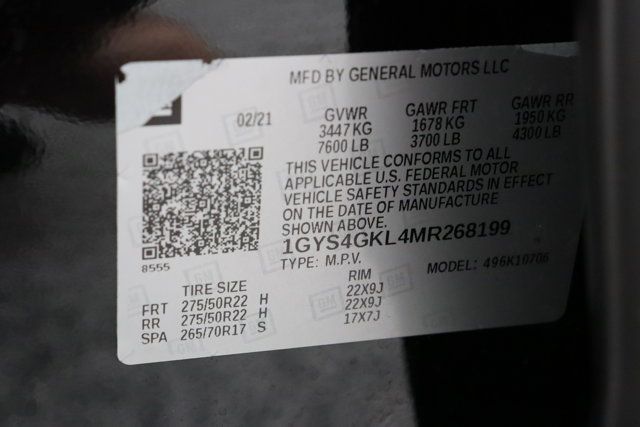 MFD BY GENERAL MOTORS LLC
02/21
GVWR GAWR FRT GAWR RR
3447 KG 1678 KG 1950 KG
7600 LB 3700 LB 4300 LB
THIS VEHICLE CONFORMS TO ALL
APPLICABLE U.S. FEDERAL MOTOR
VEHICLE SAFETY STANDARDS IN EFFECT
ON THE DATE OF MANUFACTURE
SHOWN ABOVE.
1GYS4GKL4MR268199
8555
TYPE: M.P.V. MODEL: 496K10706
TIRE SIZE RIM
FRT 275/50R22 H 22X9J
RR 275/50R22 H 22X9J
SPA 265/70R17 S 17X7J